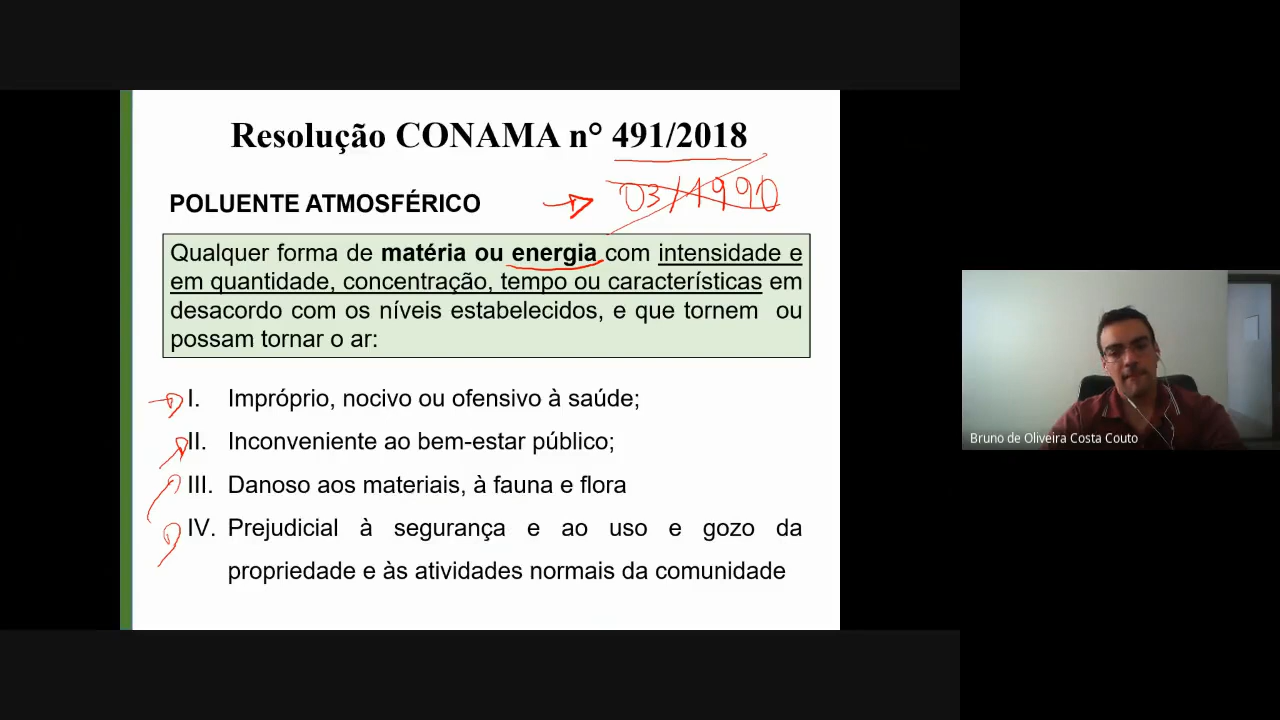 Resolução CONAMA n° 491/2018
03/1990
POLUENTE ATMOSFÉRICO
Qualquer forma de matéria ou energia com intensidade e
em quantidade, concentração, tempo ou características em
desacordo com os níveis estabelecidos, e que tornem ou
possam tornar o ar:
I. Impróprio, nocivo ou ofensivo à saúde;
II. Inconveniente ao bem-estar público;
III. Danoso aos materiais, à fauna e flora
IV. Prejudicial à segurança e ao uso e gozo da
propriedade e às atividades normais da comunidade
Bruno de Oliveira Costa Couto